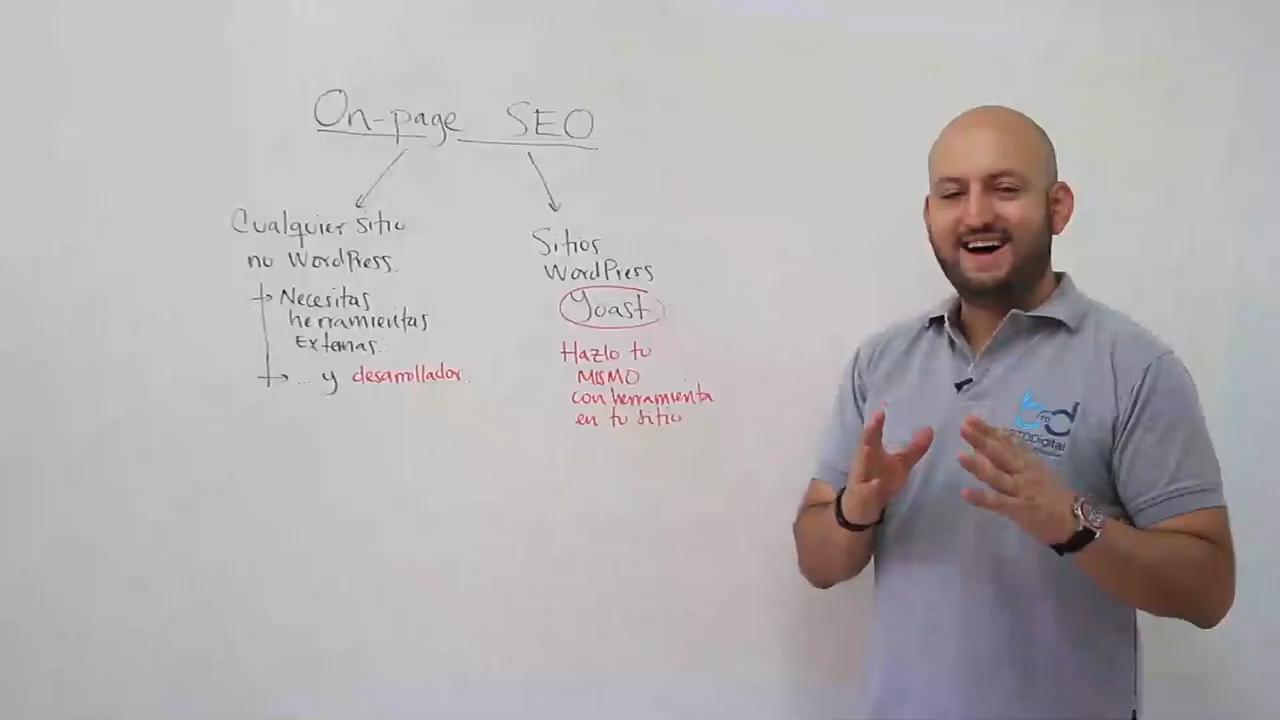 On-page SEO
Cualquier sitio
no WordPress.
Necesitas
herramientas
Externas..
... y desarrollador.
Sitios
WordPress
Yoast
Hazlo tu
MISMO
con herramienta
en tu sitio
Digital